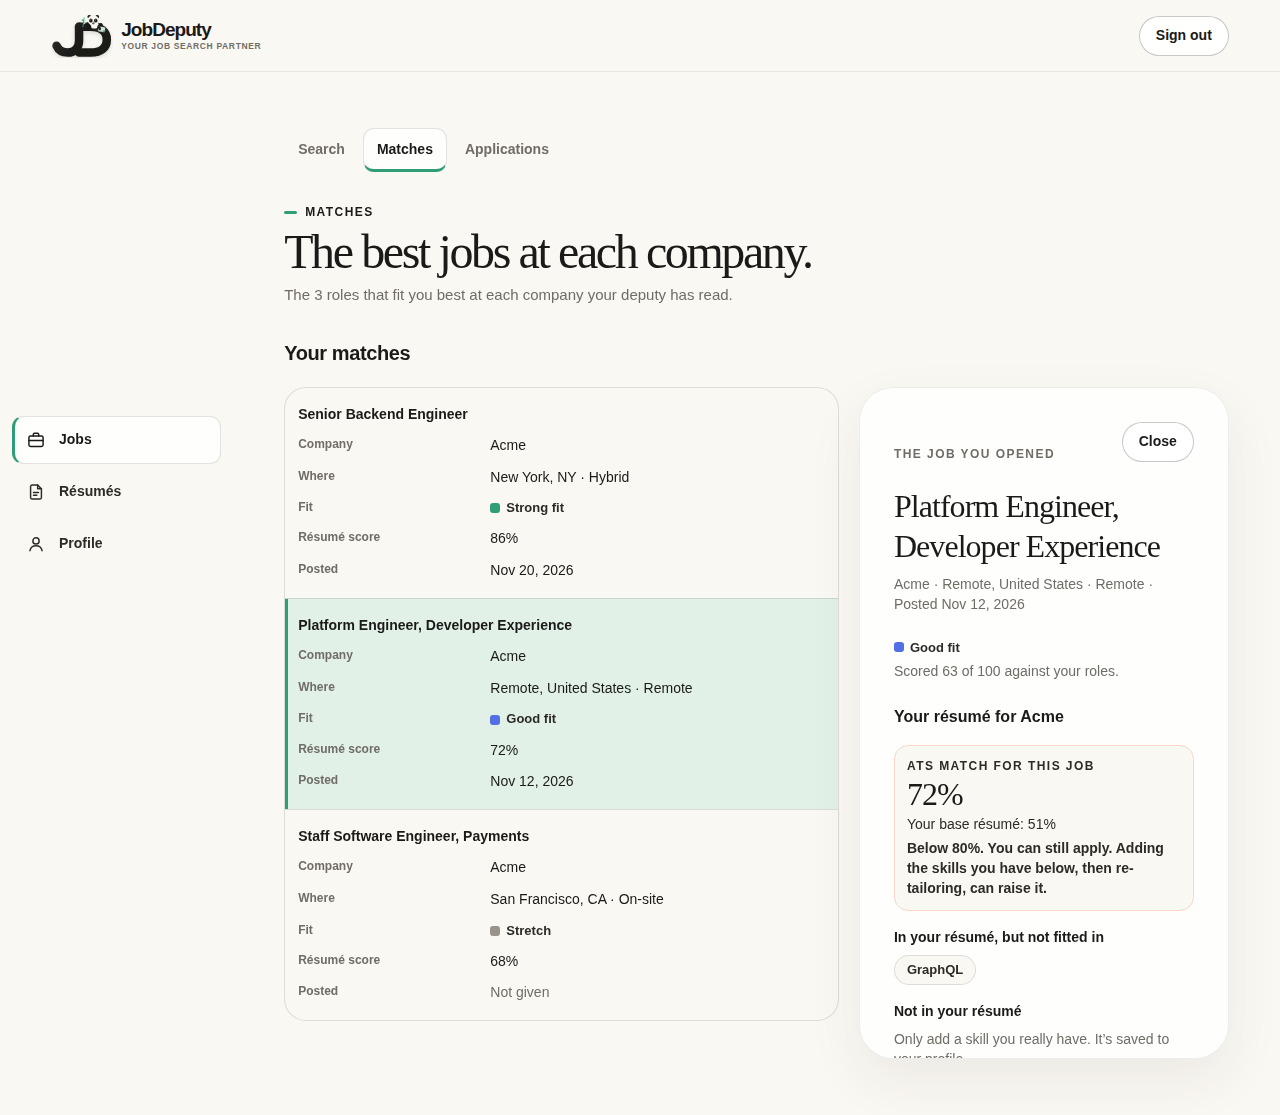 JobDeputy
YOUR JOB SEARCH PARTNER
Sign out
Search
Matches
Applications
MATCHES
The best jobs at each company.
The 3 roles that fit you best at each company your deputy has read.
Your matches
Jobs
Résumés
Profile
Senior Backend Engineer
Company Acme
Where New York, NY · Hybrid
Fit Strong fit
Résumé score 86%
Posted Nov 20, 2026
Platform Engineer, Developer Experience
Company Acme
Where Remote, United States · Remote
Fit Good fit
Résumé score 72%
Posted Nov 12, 2026
Staff Software Engineer, Payments
Company Acme
Where San Francisco, CA · On-site
Fit Stretch
Résumé score 68%
Posted Not given
THE JOB YOU OPENED
Close
Platform Engineer,
Developer Experience
Acme · Remote, United States · Remote ·
Posted Nov 12, 2026
Good fit
Scored 63 of 100 against your roles.
Your résumé for Acme
ATS MATCH FOR THIS JOB
72%
Your base résumé: 51%
Below 80%. You can still apply. Adding
the skills you have below, then re-
tailoring, can raise it.
In your résumé, but not fitted in
GraphQL
Not in your résumé
Only add a skill you really have. It’s saved to
your profile